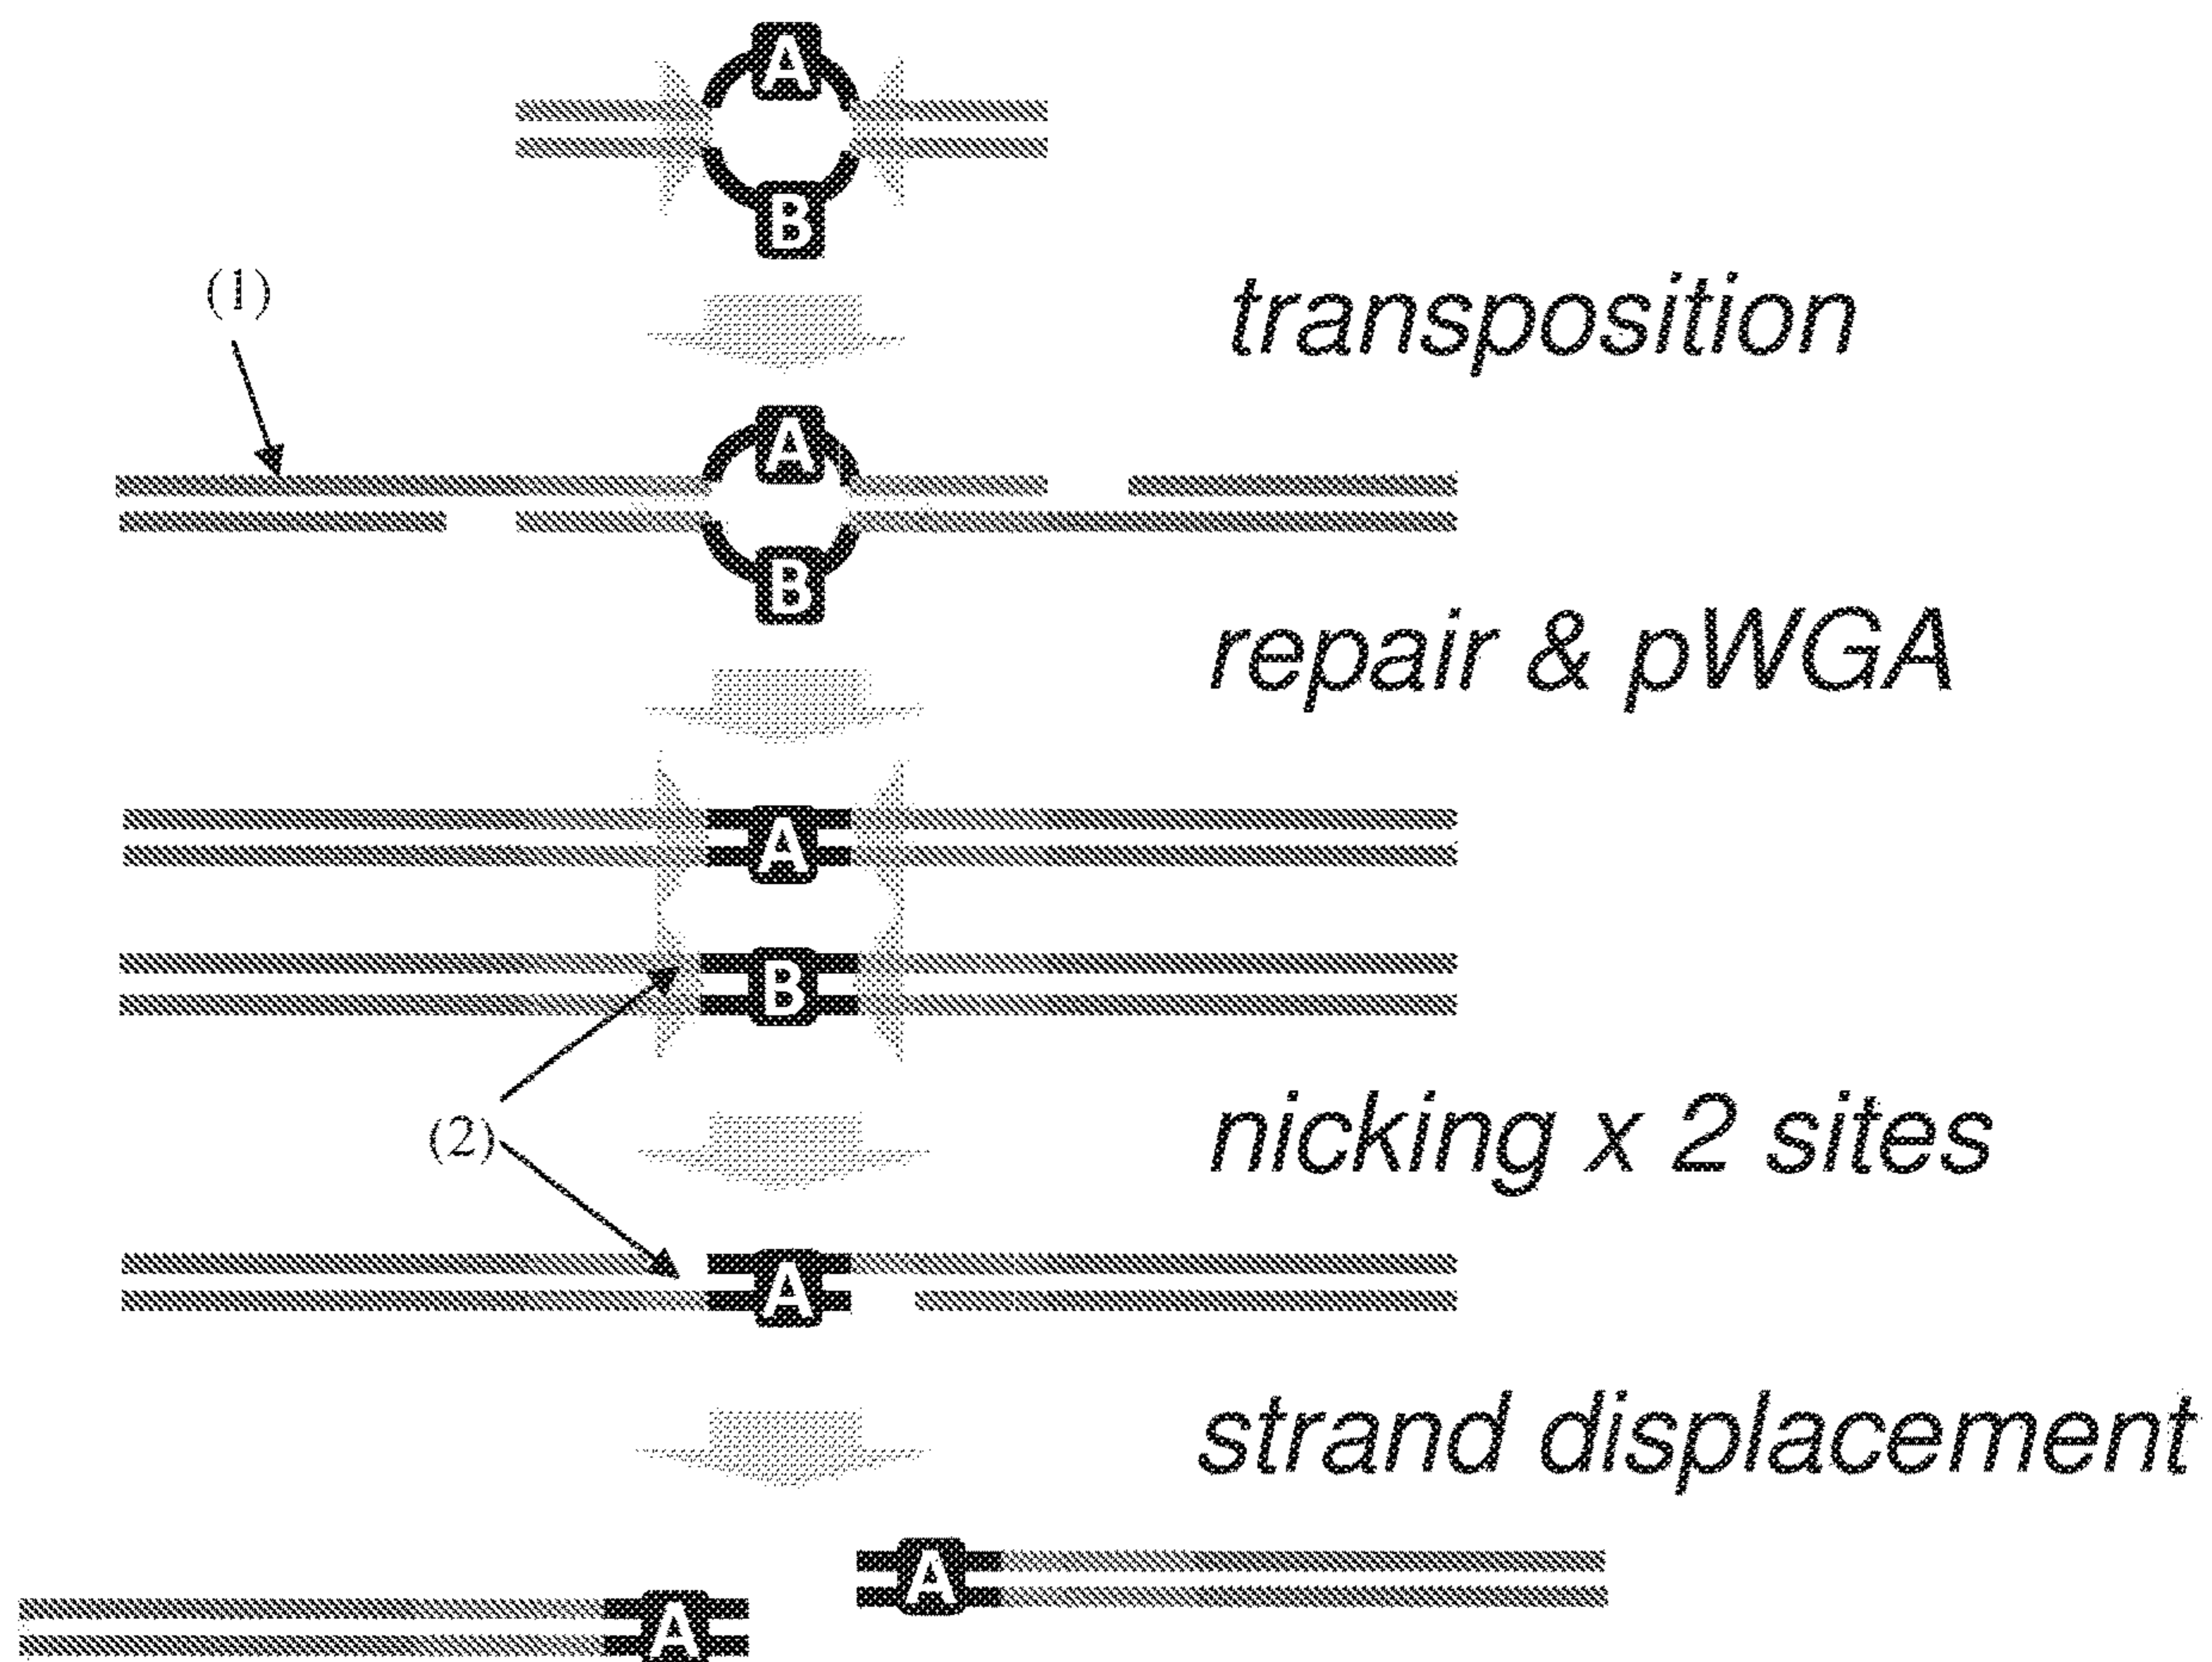 A
B
(1)
transposition
A
B
repair & pWGA
A
B
(2)
nicking x 2 sites
A
strand displacement
A
A